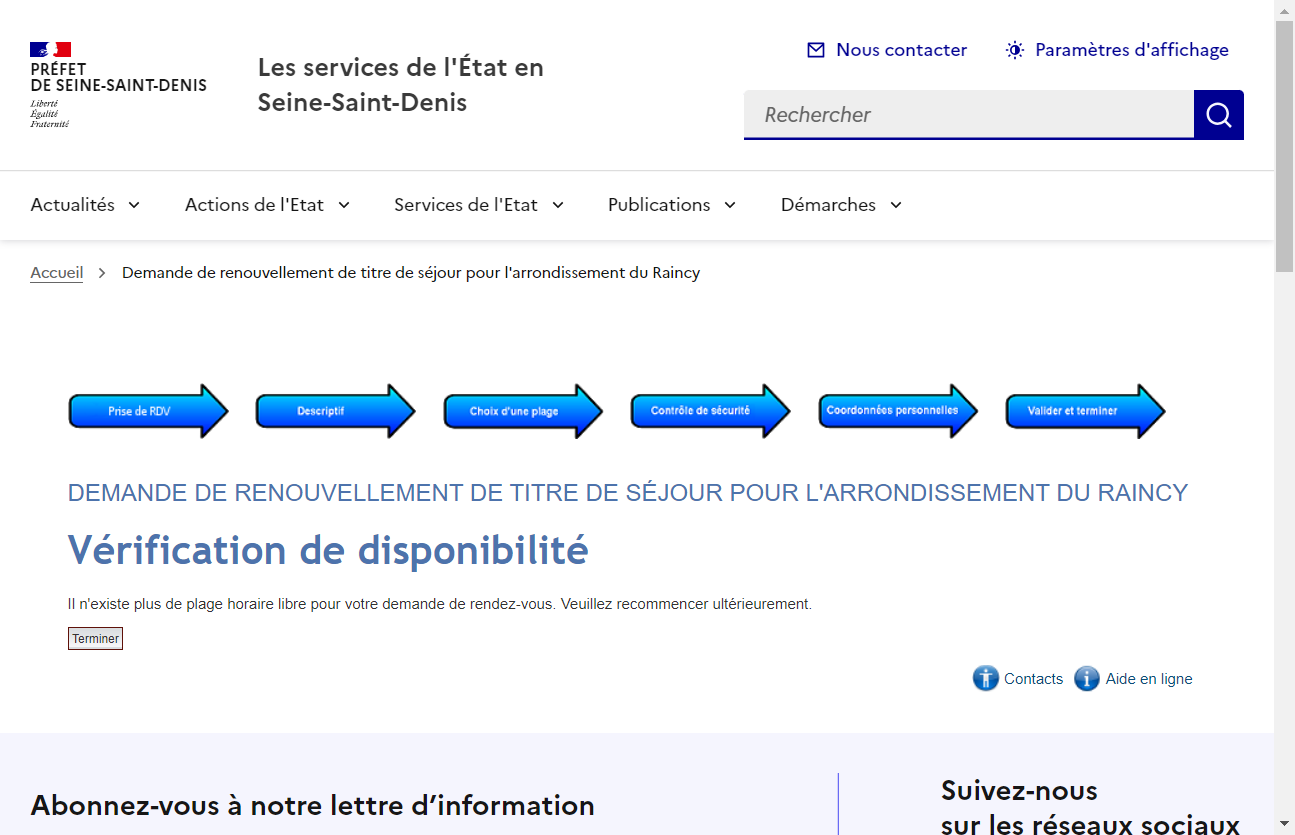 PRÉFET
DE SEINE-SAINT-DENIS
Liberté
Égalité
Fraternité
Les services de l'État en
Seine-Saint-Denis
Nous contacter
Paramètres d'affichage
Rechercher
Actualités
Actions de l'Etat
Services de l'Etat
Publications
Démarches
Accueil
Demande de renouvellement de titre de séjour pour l'arrondissement du Raincy
Prise de RDV
Descriptif
Choix d'une plage
Contrôle de sécurité
Coordonnées personnelles
Valider et terminer
DEMANDE DE RENOUVELLEMENT DE TITRE DE SÉJOUR POUR L'ARRONDISSEMENT DU RAINCY
Vérification de disponibilité
Il n'existe plus de plage horaire libre pour votre demande de rendez-vous. Veuillez recommencer ultérieurement.
Terminer
Contacts
Aide en ligne
Abonnez-vous à notre lettre d’information
Suivez-nous
sur les réseaux sociaux